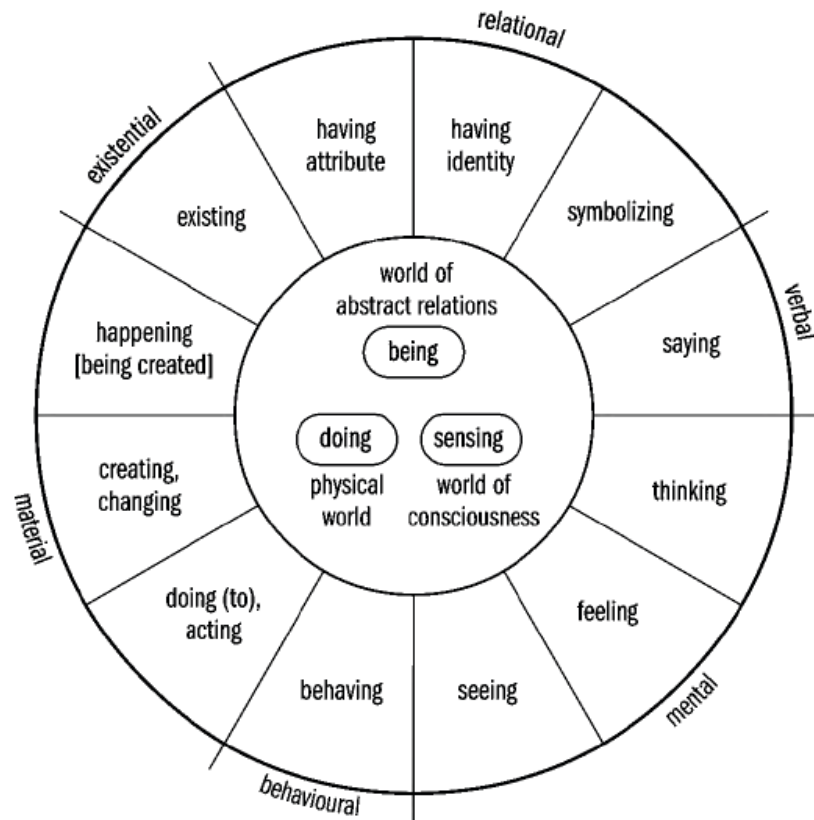 relational
existential
having
attribute
having
identity
existing
symbolizing
world of
abstract relations
being
verbal
happening
[being created]
saying
doing
sensing
physical
world
world of
consciousness
creating,
changing
thinking
material
doing (to),
acting
feeling
behaving
seeing
mental
behavioural